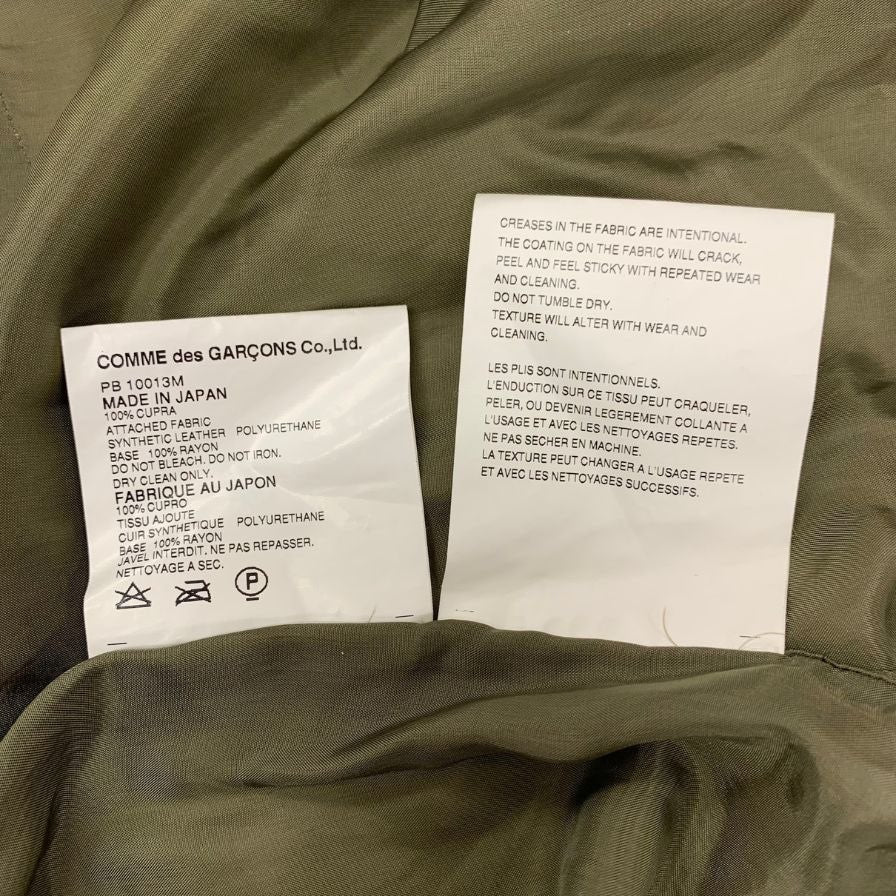 COMME des GARÇONS Co.,Ltd.
PB 10013M
MADE IN JAPAN
100% CUPRA
ATTACHED FABRIC
SYNTHETIC LEATHER POLYURETHANE
BASE 100% RAYON
DO NOT BLEACH. DO NOT IRON.
DRY CLEAN ONLY.
FABRIQUE AU JAPON
100% CUPRO
TISSU AJOUTE
CUIR SYNTHETIQUE POLYURETHANE
BASE 100% RAYON
JAVEL INTERDIT. NE PAS REPASSER.
NETTOYAGE A SEC.
P
CREASES IN THE FABRIC ARE INTENTIONAL.
THE COATING ON THE FABRIC WILL CRACK,
PEEL AND FEEL STICKY WITH REPEATED WEAR
AND CLEANING.
DO NOT TUMBLE DRY.
TEXTURE WILL ALTER WITH WEAR AND
CLEANING.
LES PLIS SONT INTENTIONNELS.
L'ENDUCTION SUR CE TISSU PEUT CRAQUELER,
PELER, OU DEVENIR LEGEREMENT COLLANTE A
L'USAGE ET AVEC LES NETTOYAGES REPETES.
NE PAS SECHER EN MACHINE.
LA TEXTURE PEUT CHANGER A L'USAGE REPETE
ET AVEC LES NETTOYAGES SUCCESSIFS.